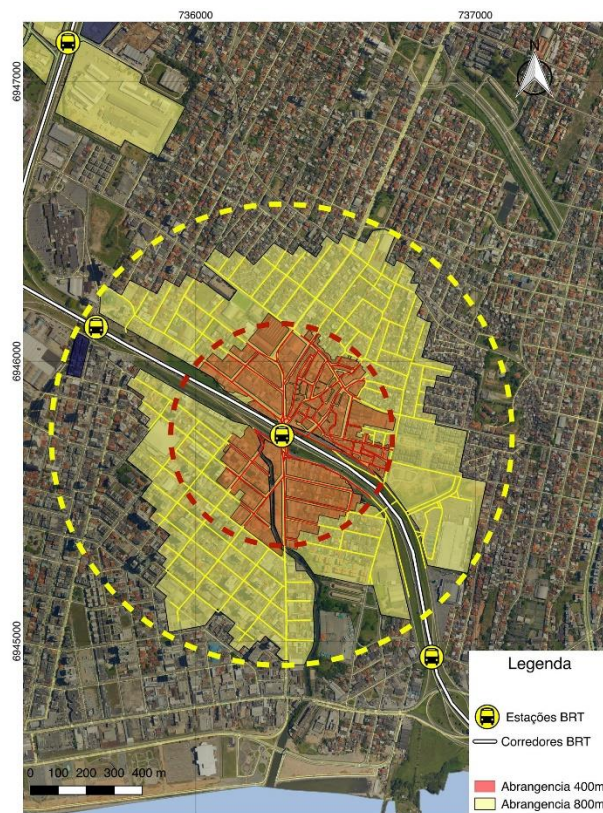 736000
737000
N
6947000
6946000
6945000
Legenda
Estações BRT
Corredores BRT
Abrangencia 400m
Abrangencia 800m
0 100 200 300 400 m